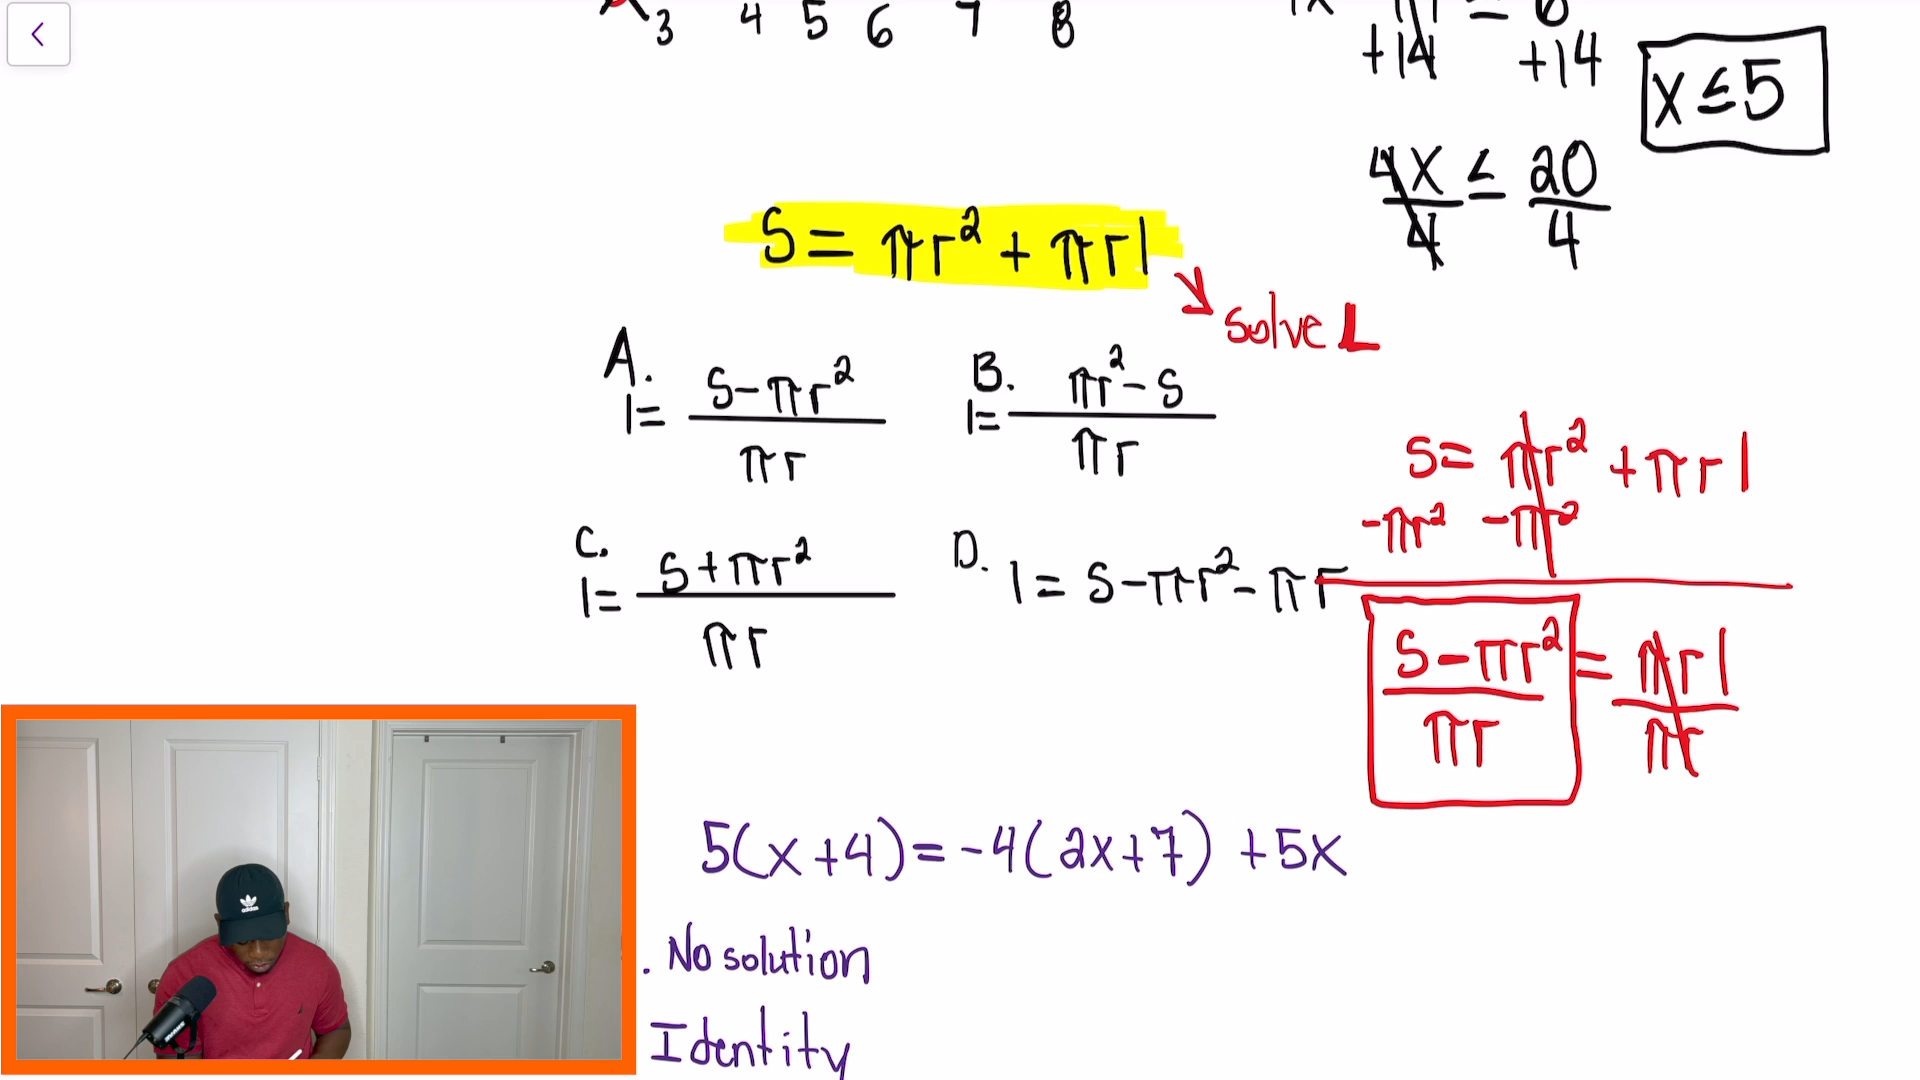 3 4 5 6 7 8
+14 +14
x ≤ 5
4x/4 ≤ 20/4
S = πr² + πrl
solve L
A. l = (S - πr²)/(πr)
B. l = (πr² - S)/(πr)
C. l = (S + πr²)/(πr)
D. l = S - πr² - πr
S = πr² + πrl
-πr² -πr²
(S - πr²)/(πr) = πrl/(πr)
5(x+4) = -4(2x+7) + 5x
. No solution
Identity
adidas